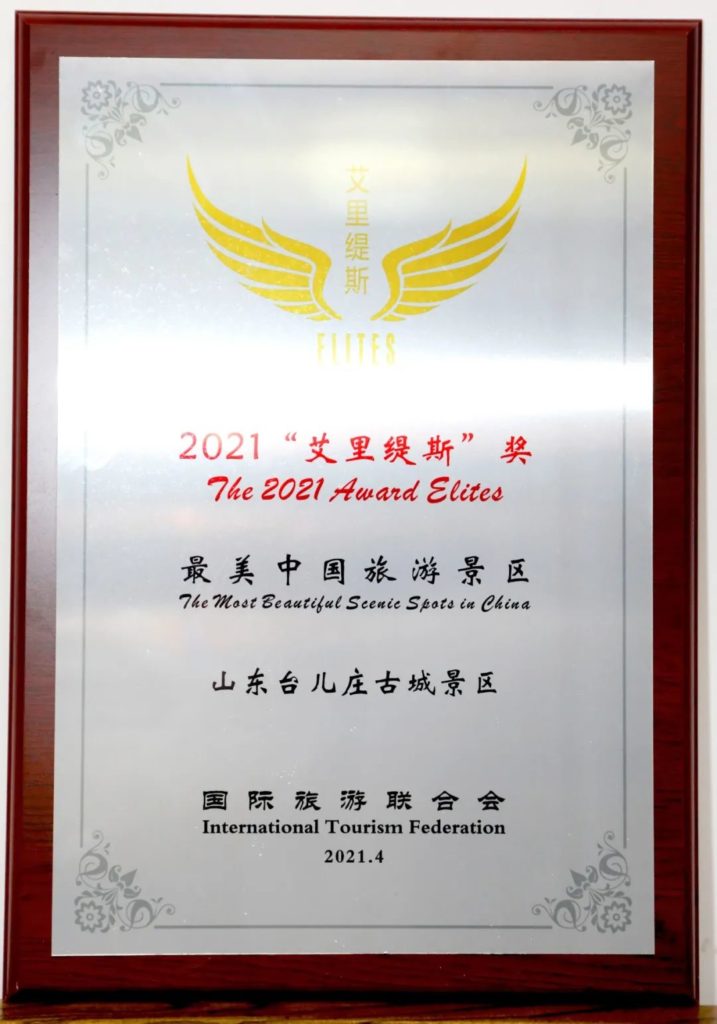 艾里缇斯
ELITES
2021 “艾里缇斯” 奖
The 2021 Award Elites
最美中国旅游景区
The Most Beautiful Scenic Spots in China
山东台儿庄古城景区
国际旅游联合会
International Tourism Federation
2021.4